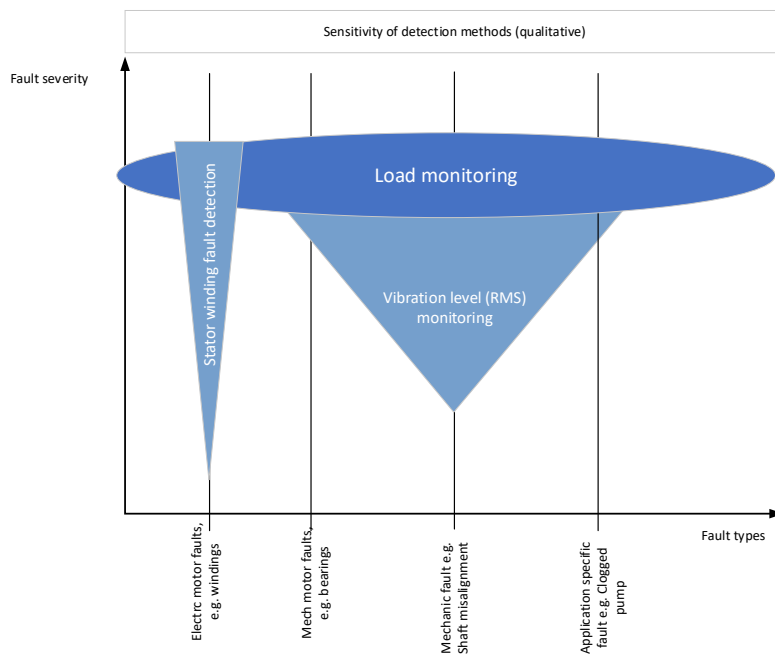 Sensitivity of detection methods (qualitative)
Fault severity
Load monitoring
Stator winding fault detection
Vibration level (RMS)
monitoring
Fault types
Electrc motor faults,
e.g. windings
Mech motor faults,
e.g. bearings
Mechanic fault e.g.
Shaft misalignment
Application specific
fault e.g. Clogged
pump